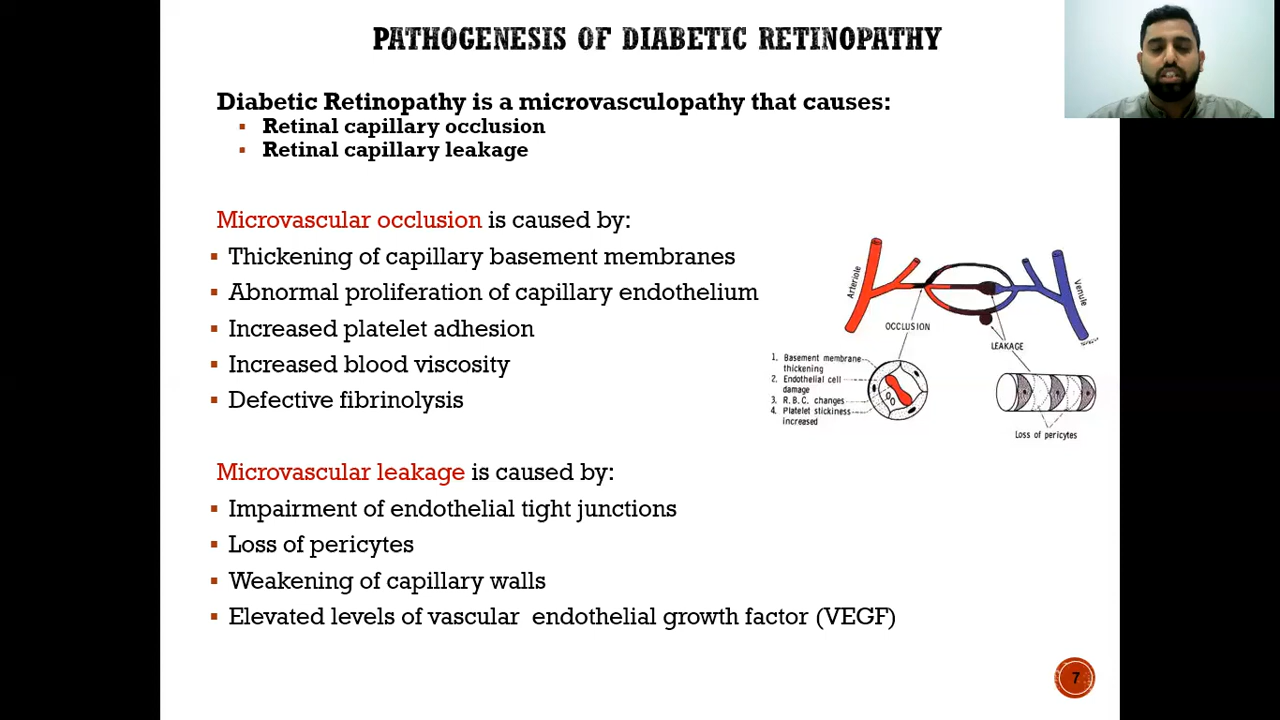 PATHOGENESIS OF DIABETIC RETINOPATHY
Diabetic Retinopathy is a microvasculopathy that causes:
▪ Retinal capillary occlusion
▪ Retinal capillary leakage
Microvascular occlusion is caused by:
▪ Thickening of capillary basement membranes
▪ Abnormal proliferation of capillary endothelium
▪ Increased platelet adhesion
▪ Increased blood viscosity
▪ Defective fibrinolysis
Arteriole
Venule
OCCLUSION
LEAKAGE
1. Basement membrane
thickening
2. Endothelial cell
damage
3. R.B.C. changes
4. Platelet stickiness
increased
Loss of pericytes
Microvascular leakage is caused by:
▪ Impairment of endothelial tight junctions
▪ Loss of pericytes
▪ Weakening of capillary walls
▪ Elevated levels of vascular  endothelial growth factor (VEGF)
7